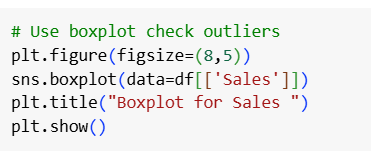 # Use boxplot check outliers
plt.figure(figsize=(8,5))
sns.boxplot(data=df[['Sales']])
plt.title("Boxplot for Sales ")
plt.show()